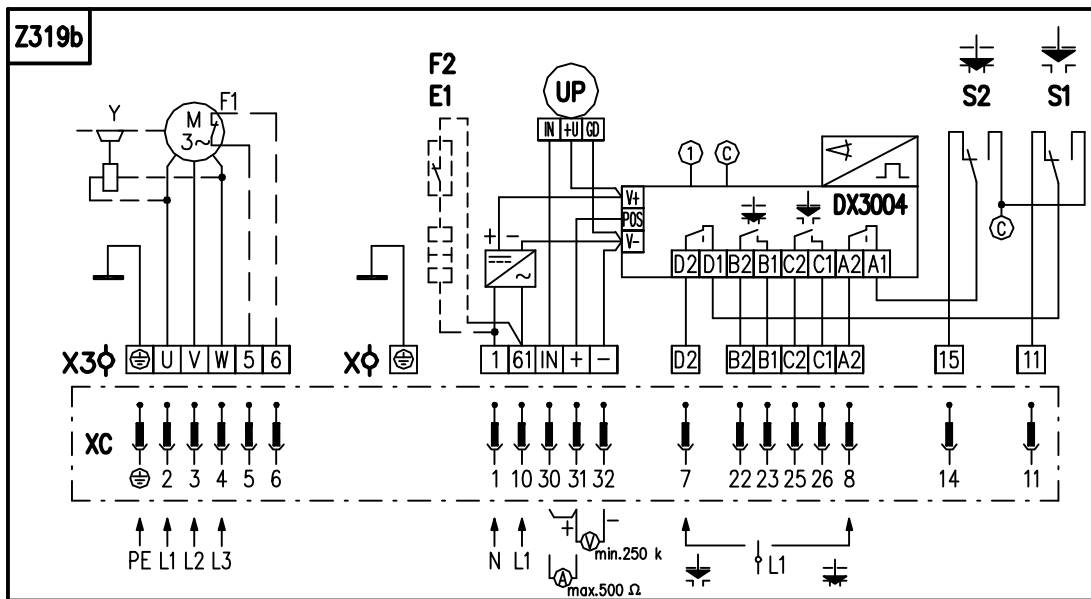 Z319b
F2
E1
UP
S2 S1
Y
F1
M
3~
IN +U GD
1 C
V+
POS
V-
DX3004
C
+ -
~
D2 D1 B2 B1 C2 C1 A2 A1
X3 U V W 5 6
X 1 61 IN + -
D2 B2 B1 C2 C1 A2 15 11
XC
2 3 4 5 6 1 10 30 31 32 7 22 23 25 26 8 14 11
PE L1 L2 L3 N L1
+ -
V min.250 k
A
max.500 Ω
L1